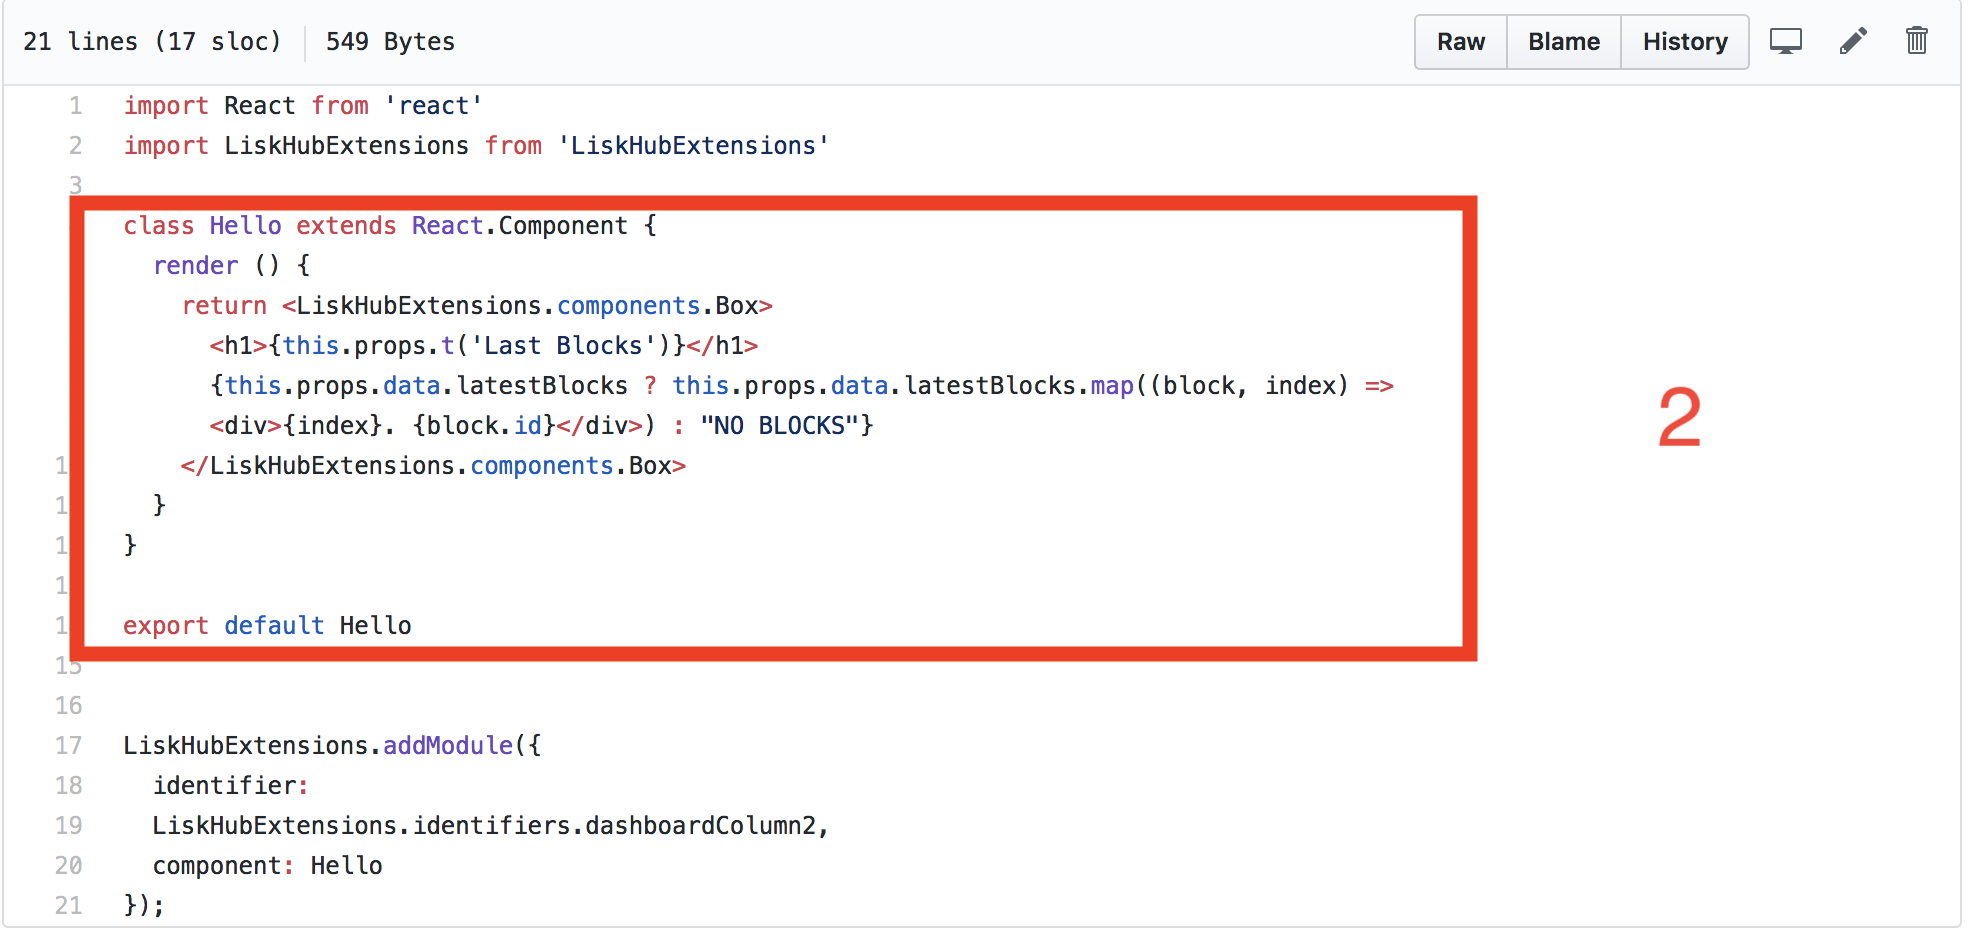 21 lines (17 sloc) 549 Bytes Raw Blame History
1 import React from 'react'
2 import LiskHubExtensions from 'LiskHubExtensions'
3
class Hello extends React.Component {
render () {
return <LiskHubExtensions.components.Box>
<h1>{this.props.t('Last Blocks')}</h1>
{this.props.data.latestBlocks ? this.props.data.latestBlocks.map((block, index) =>
<div>{index}. {block.id}</div>) : "NO BLOCKS"}
1 </LiskHubExtensions.components.Box>
1 }
1 }
1
1 export default Hello
2
15
16
17 LiskHubExtensions.addModule({
18 identifier:
19 LiskHubExtensions.identifiers.dashboardColumn2,
20 component: Hello
21 });